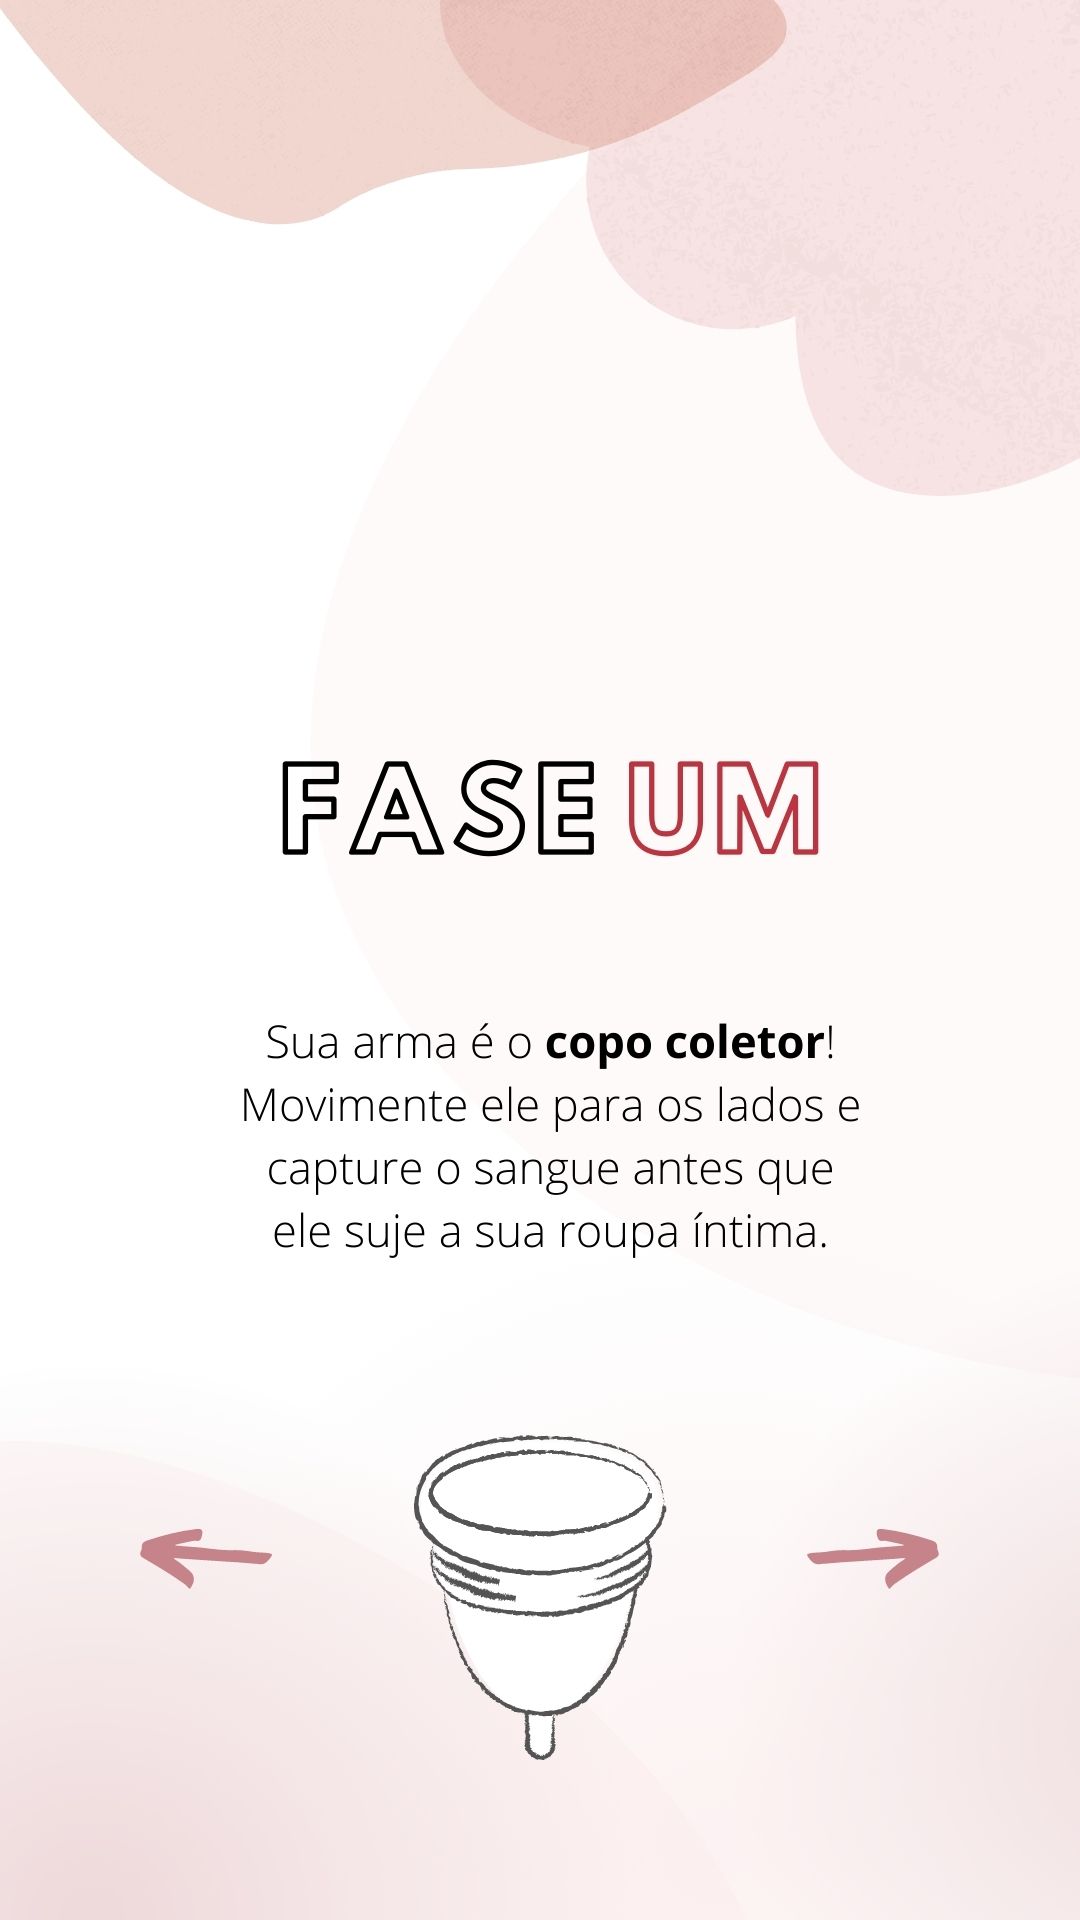 FASE UM
Sua arma é o copo coletor!
Movimente ele para os lados e
capture o sangue antes que
ele suje a sua roupa íntima.